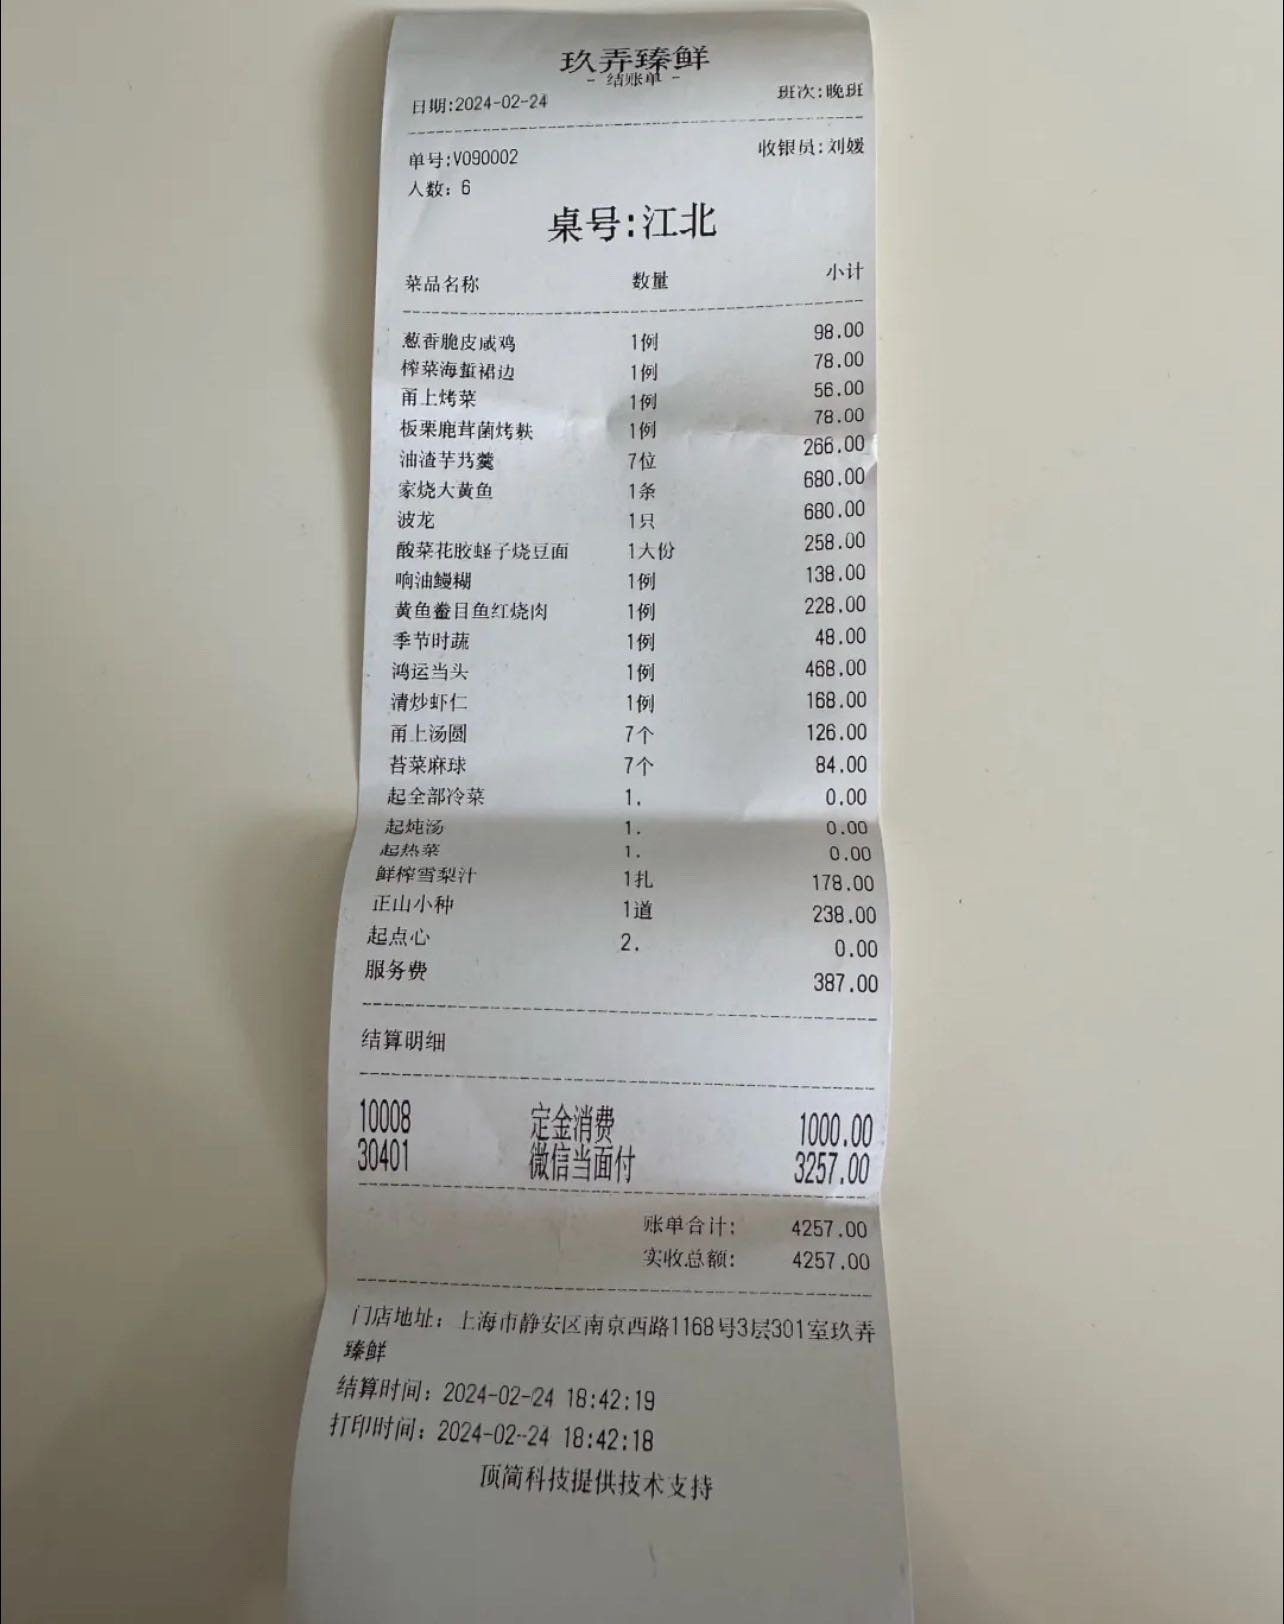 玖弄臻鲜
- 结账单 -
日期:2024-02-24 班次:晚班
单号:V090002 收银员:刘媛
人数: 6
桌号:江北
菜品名称 数量 小计
葱香脆皮咸鸡 1例 98.00
榨菜海蜇裙边 1例 78.00
甬上烤菜 1例 56.00
板栗鹿茸菌烤麸 1例 78.00
油渣芋艿羹 7位 266.00
家烧大黄鱼 1条 680.00
波龙 1只 680.00
酸菜花胶蛏子烧豆面 1大份 258.00
响油鳗糊 1例 138.00
黄鱼鲞目鱼红烧肉 1例 228.00
季节时蔬 1例 48.00
鸿运当头 1例 468.00
清炒虾仁 1例 168.00
甬上汤圆 7个 126.00
苔菜麻球 7个 84.00
起全部冷菜 1. 0.00
起炖汤 1. 0.00
起热菜 1. 0.00
鲜榨雪梨汁 1扎 178.00
正山小种 1道 238.00
起点心 2. 0.00
服务费 387.00
结算明细
10008 定金消费 1000.00
30401 微信当面付 3257.00
账单合计: 4257.00
实收总额: 4257.00
门店地址: 上海市静安区南京西路1168号3层301室玖弄
臻鲜
结算时间: 2024-02-24 18:42:19
打印时间: 2024-02-24 18:42:18
顶简科技提供技术支持